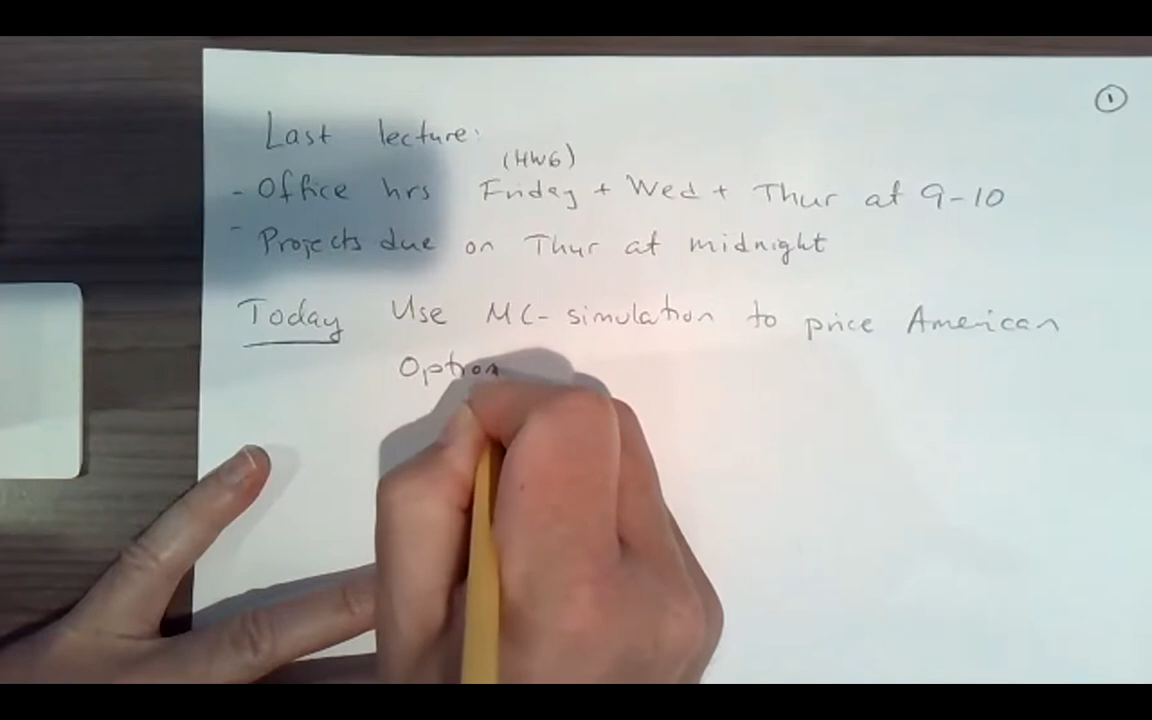 ①
Last lecture:
(HW6)
- Office hrs Friday + Wed + Thur at 9-10
- Projects due on Thur at midnight
Today Use MC-simulation to price American
Option